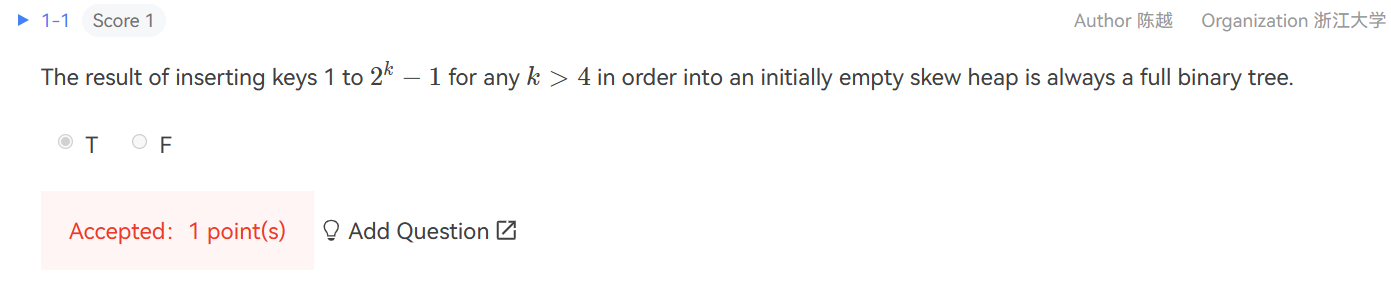 1-1 Score 1 Author 陈越 Organization 浙江大学
The result of inserting keys 1 to 2^k − 1 for any k > 4 in order into an initially empty skew heap is always a full binary tree.
T F
Accepted: 1 point(s) Add Question